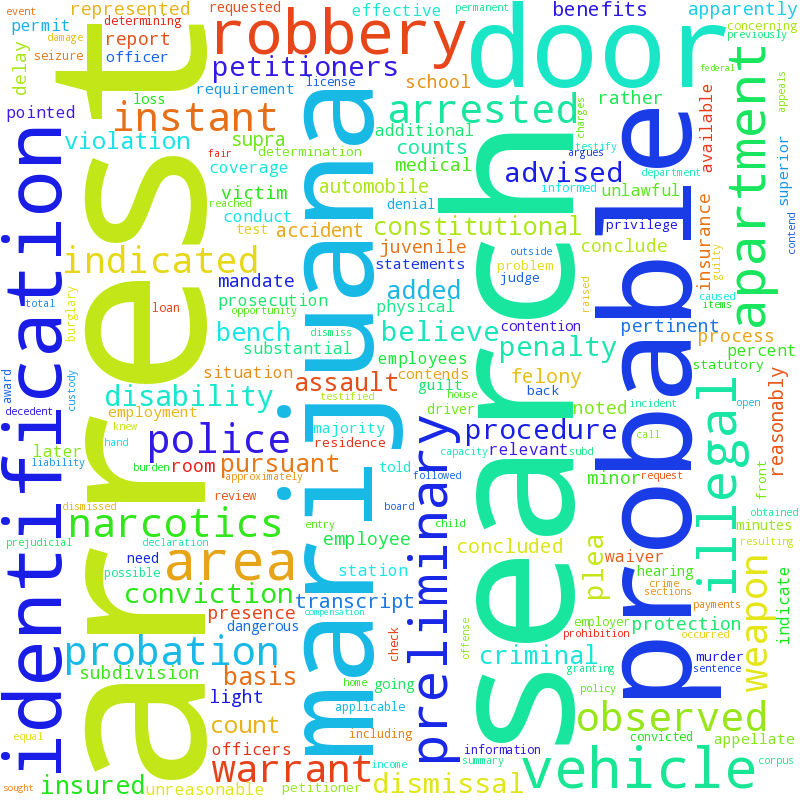 event
represented
determining
requested
robbery
effective
benefits
apparently
permit
report
door
concerning
damage
previously
seizure
officer
petitioners
delay
requirement
license
school
federal
loss
instant
arrested
rather
available
apartment
appeals
pointed
supra
additional
charges
testify
violation
fair
determination
counts
argues
advised
department
coverage
medical
victim
automobile
informed
unlawful
superior
reached
denial
conduct
test
accident
constitutional
privilege
contend
identification
arrest
marijuana
search
probable
juvenile
outside
conclude
insurance
guilty
indicated
statements
problem
judge
mandate
raised
caused
items
total
loan
prosecution
added
physical
opportunity
burglary
contention
pertinent
process
bench
dismiss
believe
substantial
employees
penalty
percent
situation
contends
statutory
award
custody
assault
guilt
house
felony
back
reasonably
disability
testified
decedent
employment
driver
noted
incident
open
knew
majority
hand
police
residence
procedure
call
illegal
liability
later
told
capacity
relevant
subd
burden
room
pursuant
preliminary
followed
minor
request
front
approximately
review
dismissed
board
obtained
narcotics
entry
child
minutes
prejudicial
declaration
employee
concluded
plea
resulting
need
area
waiver
hearing
possible
station
weapon
indicate
crime
conviction
transcript
sections
presence
compensation
payments
dangerous
employer
protection
check
offense
prohibition
occurred
probation
criminal
murder
subdivision
basis
granting
sentence
home
going
policy
light
applicable
equal
count
observed
including
convicted
appellate
officers
information
warrant
income
summary
vehicle
corpus
sought
insured
unreasonable
petitioner
dismissal
permanent